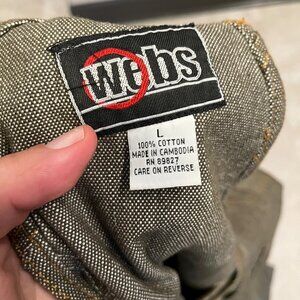 Webs
L
100% COTTON
MADE IN CAMBODIA
RN 89827
CARE ON REVERSE